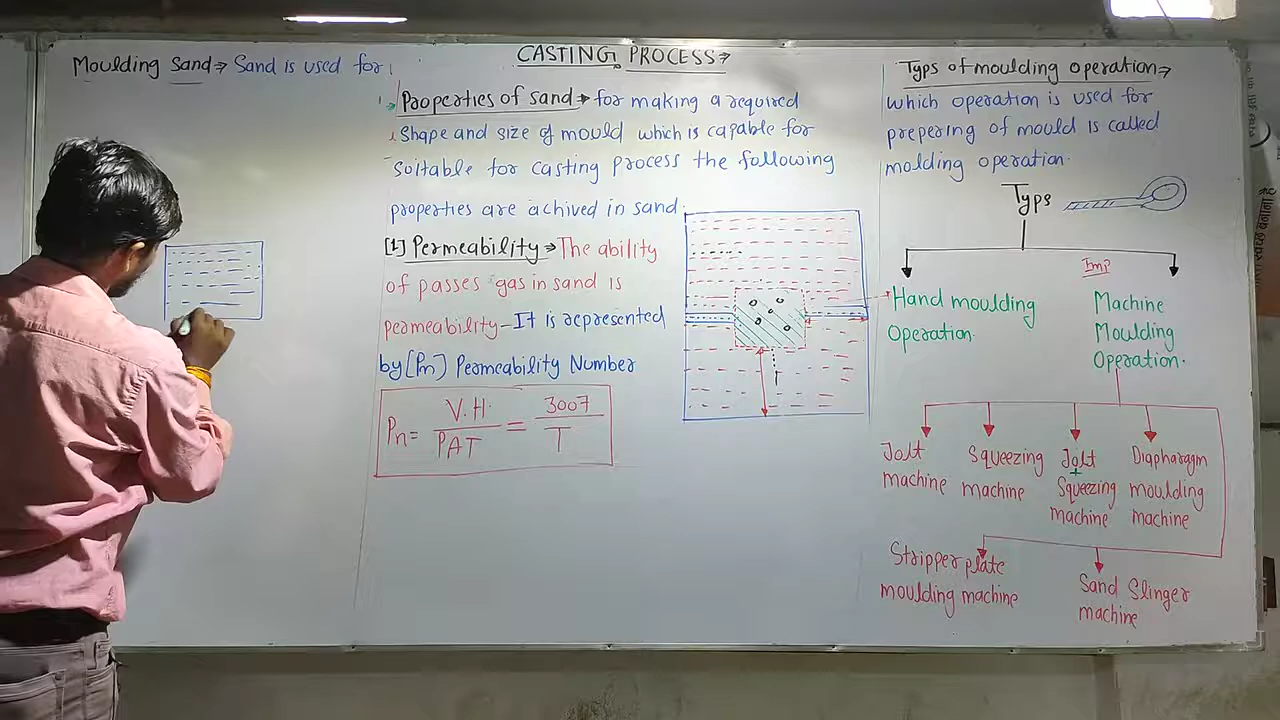 CASTING PROCESS→
Moulding Sand→ Sand is used for
Properties of sand→ for making a required
Shape and size of mould which is capable for
suitable for casting process the following
properties are achived in sand.
[1] Permeability→ The ability
of passes gas in sand is
permeability - It is represented
by [Pn] Permeability Number
Pn = V.H. / PAT = 3007 / T
Typs of moulding operation→
which operation is used for
prepering of mould is called
molding operation.
Typs
Imp
Hand moulding
Operation.
Machine
Moulding
Operation.
Jolt
machine
Squeezing
machine
Jolt
+
Squeezing
machine
Diapharagm
moulding
machine
Stripper plate
moulding machine
Sand Slinger
machine